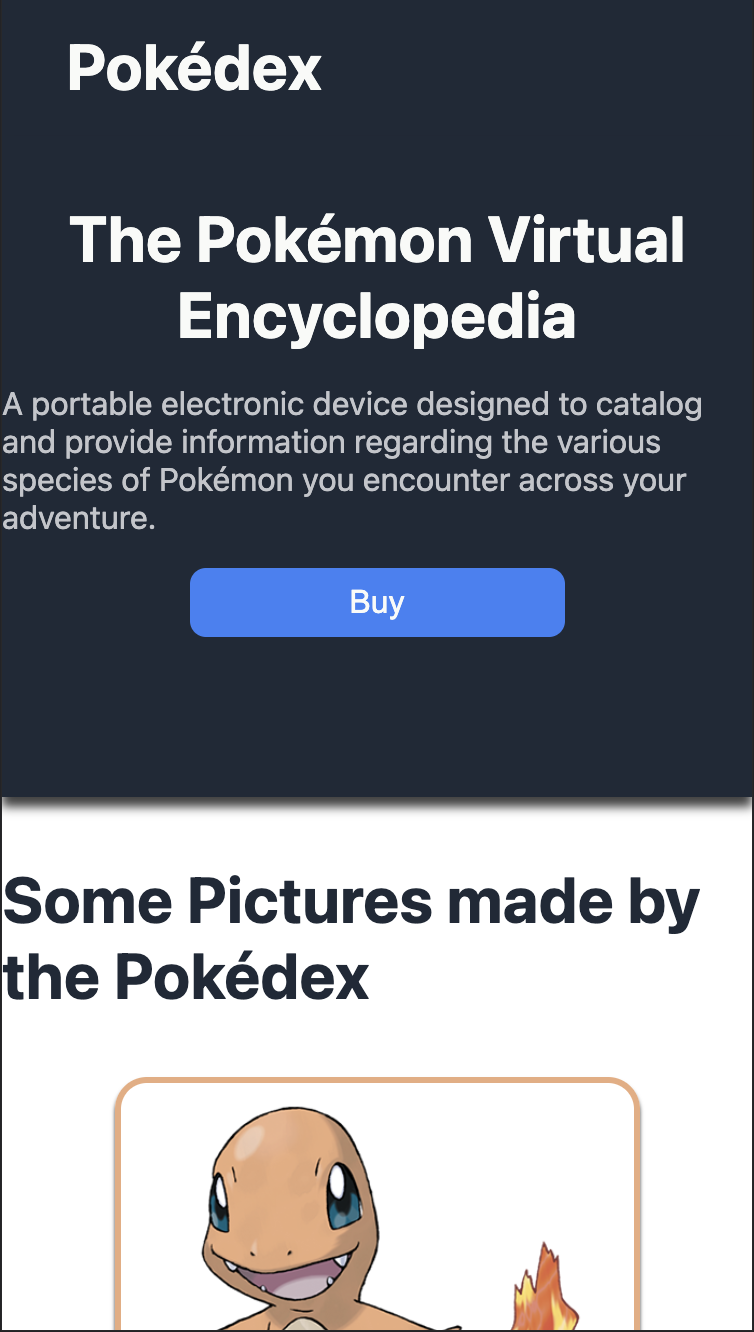 Pokédex
The Pokémon Virtual
Encyclopedia
A portable electronic device designed to catalog
and provide information regarding the various
species of Pokémon you encounter across your
adventure.
Buy
Some Pictures made by
the Pokédex